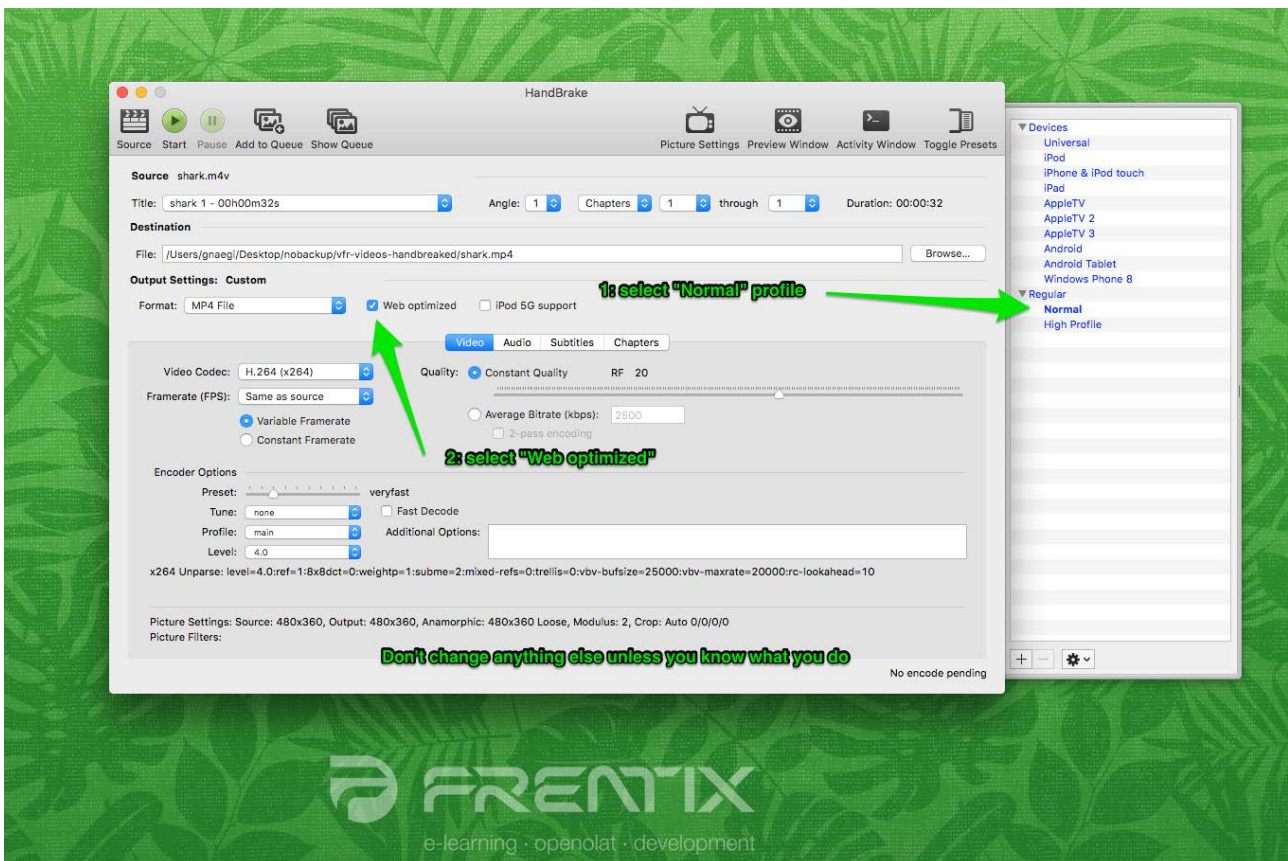 HandBrake
Source Start Pause Add to Queue Show Queue Picture Settings Preview Window Activity Window Toggle Presets
Source shark.m4v
Title: shark 1 - 00h00m32s Angle: 1 Chapters 1 through 1 Duration: 00:00:32
Destination
File: /Users/gnaegi/Desktop/nobackup/vfr-videos-handbreaked/shark.mp4 Browse...
Output Settings: Custom
1: select "Normal" profile
Format: MP4 File Web optimized iPod 5G support
Video Audio Subtitles Chapters
Video Codec: H.264 (x264) Quality: Constant Quality RF 20
Framerate (FPS): Same as source
Variable Framerate Average Bitrate (kbps): 2500
Constant Framerate 2-pass encoding
2: select "Web optimized"
Encoder Options
Preset: veryfast
Tune: none Fast Decode
Profile: main Additional Options:
Level: 4.0
x264 Unparse: level=4.0:ref=1:8x8dct=0:weightp=1:subme=2:mixed-refs=0:trellis=0:vbv-bufsize=25000:vbv-maxrate=20000:rc-lookahead=10
Picture Settings: Source: 480x360, Output: 480x360, Anamorphic: 480x360 Loose, Modulus: 2, Crop: Auto 0/0/0/0
Picture Filters:
Don't change anything else unless you know what you do
No encode pending
Devices
Universal
iPod
iPhone & iPod touch
iPad
AppleTV
AppleTV 2
AppleTV 3
Android
Android Tablet
Windows Phone 8
Regular
Normal
High Profile
FRENTIX
e-learning · openolat · development